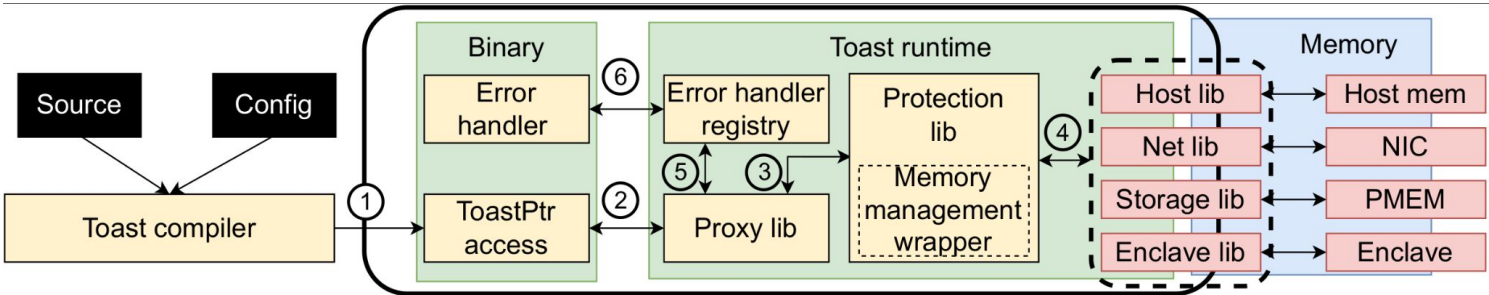 Binary
Toast runtime
Memory
Source
Config
Error
handler
6
Error handler
registry
Protection
lib
4
Host lib
Host mem
Net lib
NIC
5
3
Memory
management
wrapper
Storage lib
PMEM
Toast compiler
1
ToastPtr
access
2
Proxy lib
Enclave lib
Enclave